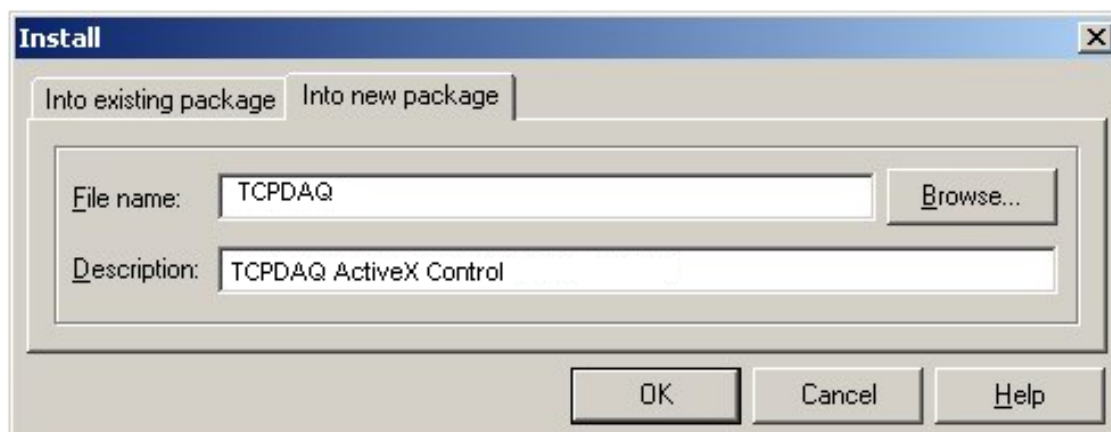 Install
Into existing package
Into new package
File name:
TCPDAQ
Browse...
Description:
TCPDAQ ActiveX Control
OK
Cancel
Help